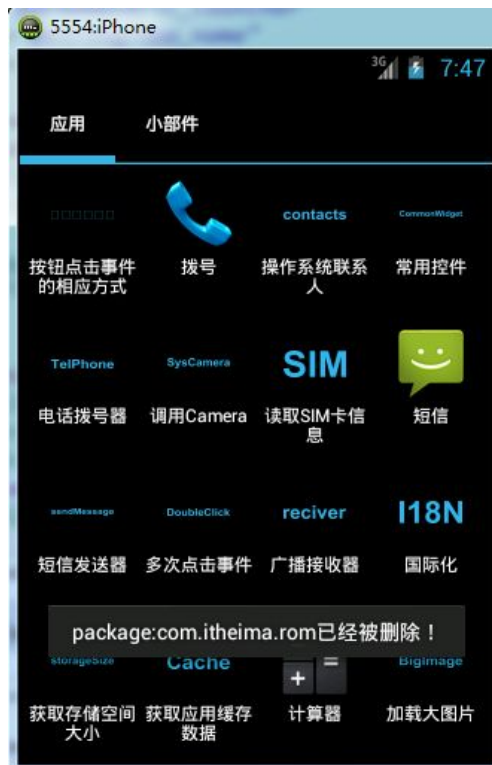 5554:iPhone
3G 7:47
应用 小部件
contacts CommonWidget
按钮点击事件的相应方式 拨号 操作系统联系人 常用控件
TelPhone SysCamera SIM
电话拨号器 调用Camera 读取SIM卡信息 短信
sendMessage DoubleClick reciver I18N
短信发送器 多次点击事件 广播接收器 国际化
package:com.itheima.rom已经被删除！
storageSize Cache BigImage
获取存储空间大小 获取应用缓存数据 计算器 加载大图片